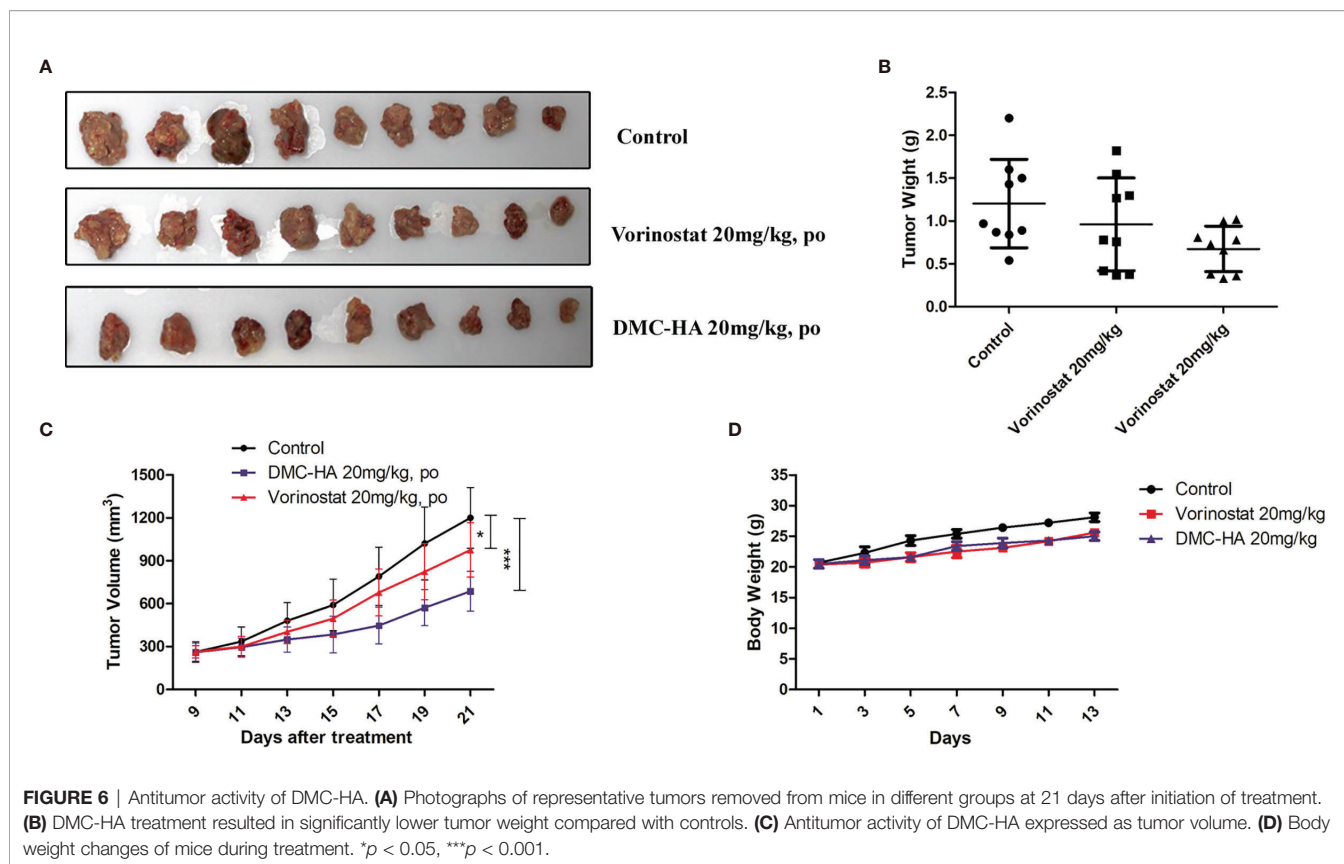 A
Control
Vorinostat 20mg/kg, po
DMC-HA 20mg/kg, po
B
Tumor Wight (g)
2.5
2.0
1.5
1.0
0.5
0.0
Control
Vorinostat 20mg/kg
Vorinostat 20mg/kg
C
Control
DMC-HA 20mg/kg, po
Vorinostat 20mg/kg, po
Tumor Volume (mm³)
1500
1200
900
600
300
0
*
***
9 11 13 15 17 19 21
Days after treatment
D
Control
Vorinostat 20mg/kg
DMC-HA 20mg/kg
Body Weight (g)
35
30
25
20
15
10
5
0
1 3 5 7 9 11 13
Days
FIGURE 6 | Antitumor activity of DMC-HA. (A) Photographs of representative tumors removed from mice in different groups at 21 days after initiation of treatment.
(B) DMC-HA treatment resulted in significantly lower tumor weight compared with controls. (C) Antitumor activity of DMC-HA expressed as tumor volume. (D) Body
weight changes of mice during treatment. *p < 0.05, ***p < 0.001.